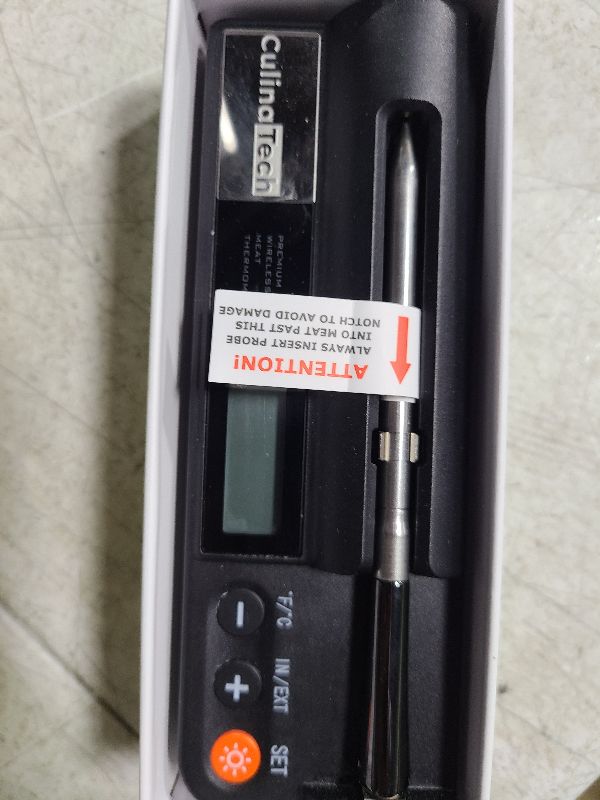 CulinaTech
PREMIUM
WIRELESS
MEAT
ATTENTION!
ALWAYS INSERT PROBE
INTO MEAT PAST THIS
NOTCH TO AVOID DAMAGE
−
°F/°C
+
IN/EXT
SET